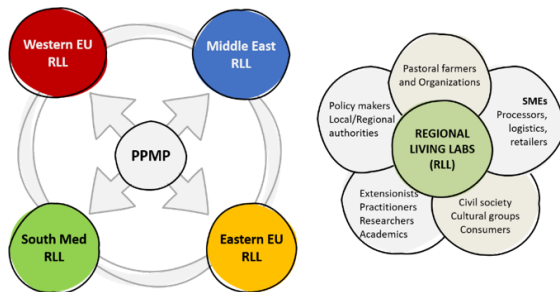 Western EU
RLL
Middle East
RLL
PPMP
South Med
RLL
Eastern EU
RLL
Pastoral farmers
and Organizations
Policy makers
Local/Regional
authorities
SMEs
Processors,
logistics,
retailers
REGIONAL
LIVING LABS
(RLL)
Extensionists
Practitioners
Researchers
Academics
Civil society
Cultural groups
Consumers